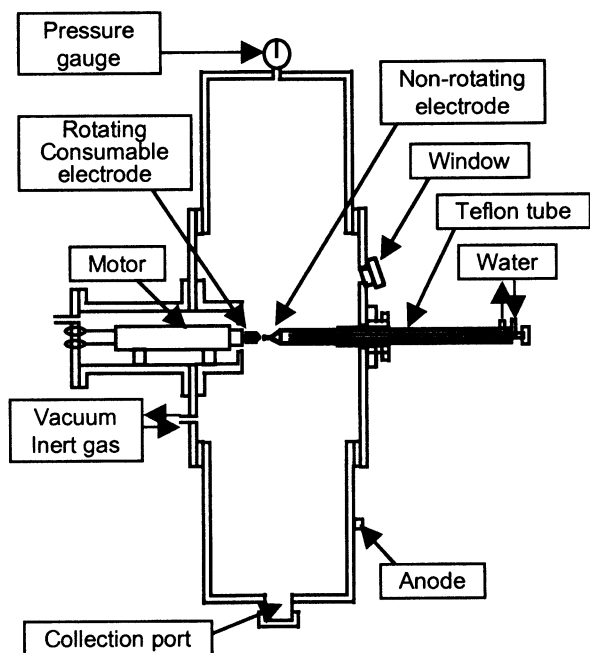 Pressure
gauge
Non-rotating
electrode
Rotating
Consumable
electrode
Window
Teflon tube
Motor
Water
Vacuum
Inert gas
Anode
Collection port